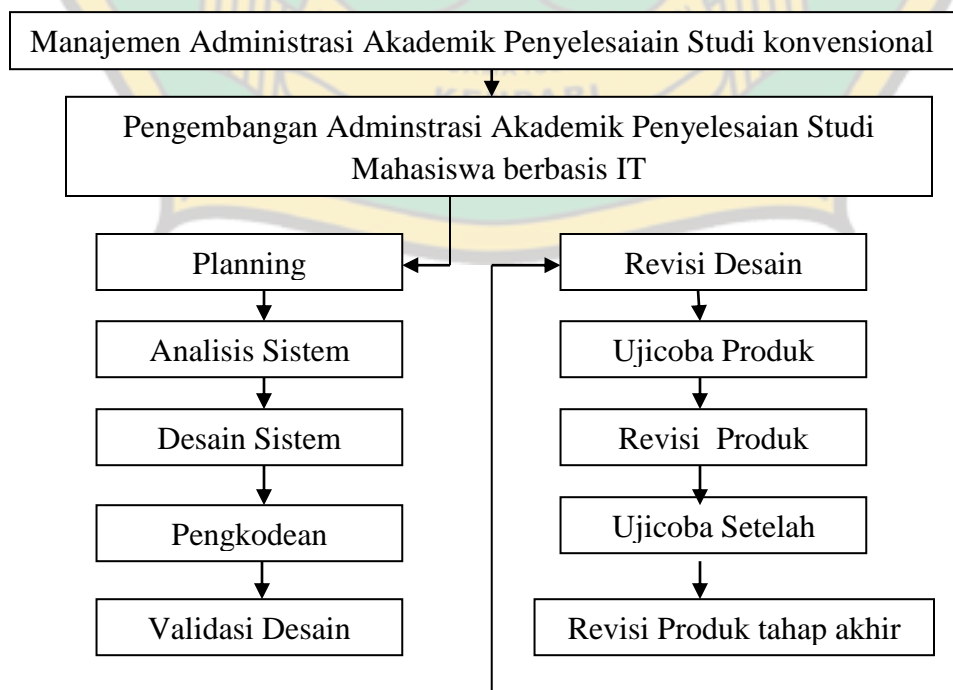 Manajemen Administrasi Akademik Penyelesaiain Studi konvensional
KENDARI
Pengembangan Adminstrasi Akademik Penyelesaian Studi
Mahasiswa berbasis IT
Planning
Analisis Sistem
Desain Sistem
Pengkodean
Validasi Desain
Revisi Desain
Ujicoba Produk
Revisi Produk
Ujicoba Setelah
Revisi Produk tahap akhir